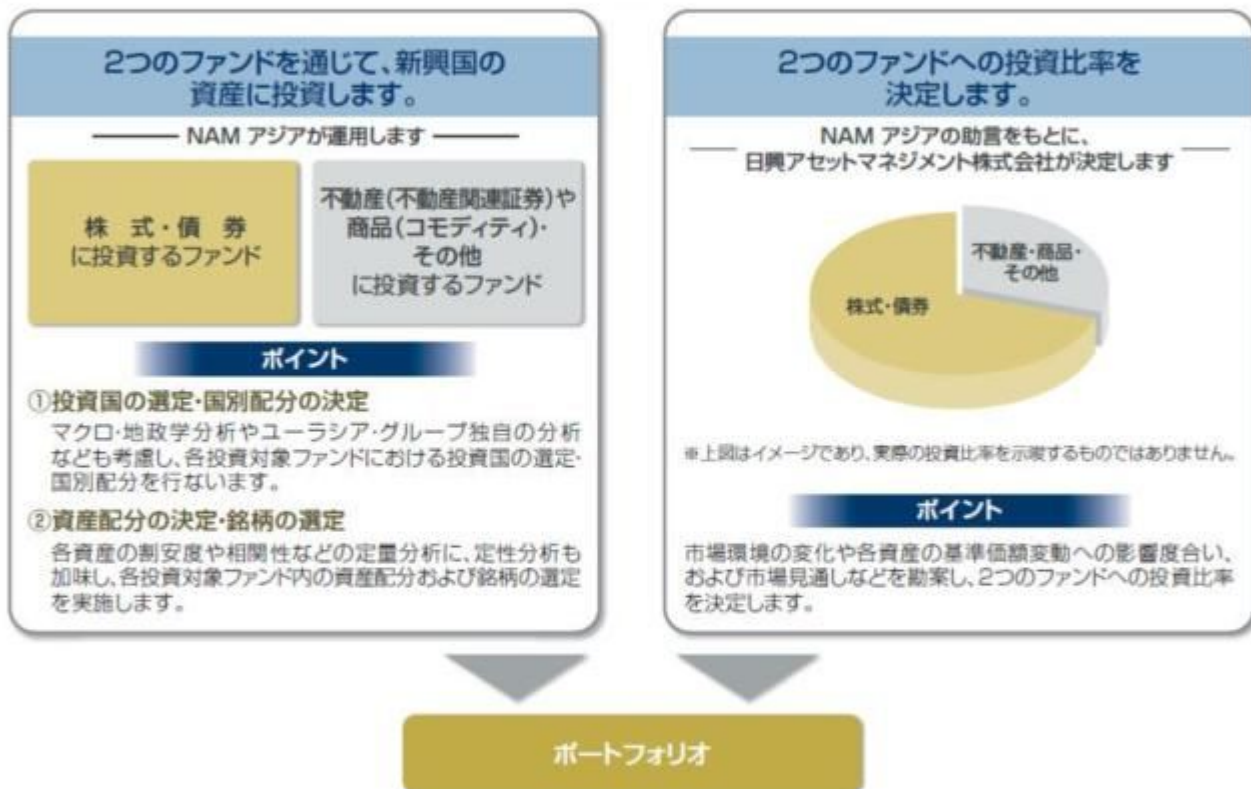 2つのファンドを通じて、新興国の
資産に投資します。
NAM アジアが運用します
株 式・債 券
に投資するファンド
不動産(不動産関連証券)や
商品(コモディティ)・
その他
に投資するファンド
ポイント
①投資国の選定・国別配分の決定
マクロ・地政学分析やユーラシア・グループ独自の分析
なども考慮し、各投資対象ファンドにおける投資国の選定・
国別配分を行ないます。
②資産配分の決定・銘柄の選定
各資産の割安度や相関性などの定量分析に、定性分析も
加味し、各投資対象ファンド内の資産配分および銘柄の選定
を実施します。
2つのファンドへの投資比率を
決定します。
NAM アジアの助言をもとに、
日興アセットマネジメント株式会社が決定します
不動産・商品・
その他
株式・債券
※上図はイメージであり、実際の投資比率を示唆するものではありません。
ポイント
市場環境の変化や各資産の基準価額変動への影響度合い、
および市場見通しなどを勘案し、2つのファンドへの投資比率
を決定します。
ポートフォリオ